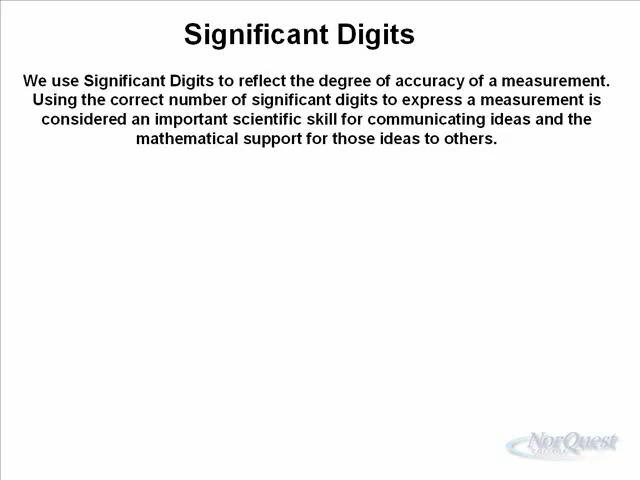 Significant Digits
We use Significant Digits to reflect the degree of accuracy of a measurement.
Using the correct number of significant digits to express a measurement is
considered an important scientific skill for communicating ideas and the
mathematical support for those ideas to others.
NorQuest
COLLEGE